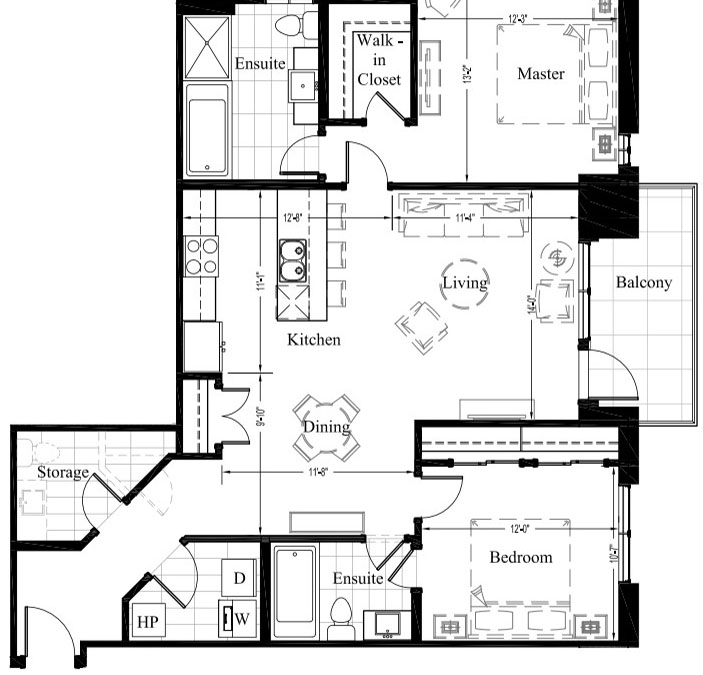 12'-3"
Walk -
in
Closet
Ensuite
13'-2"
Master
12'-8"
11'-4"
11'-1"
Living
14'-0"
Balcony
Kitchen
9'-10"
Dining
Storage
11'-8"
12'-0"
10'-7"
Bedroom
Ensuite
D
HP
W